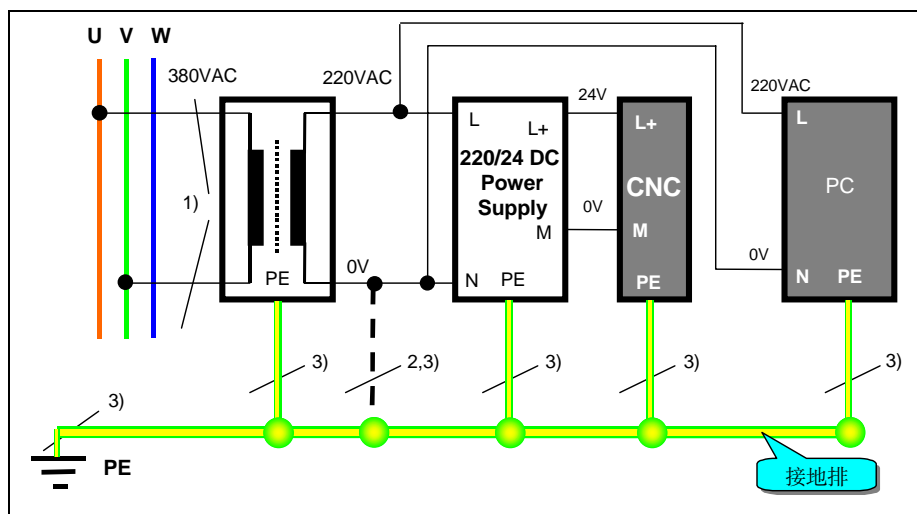 U V W
380VAC
220VAC
24V
220VAC
L
L+
L+
L
220/24 DC
Power
Supply
CNC
PC
1)
0V
0V
M
M
0V
PE
N
PE
PE
N
PE
3)
2,3)
3)
3)
3)
3)
PE
接地排